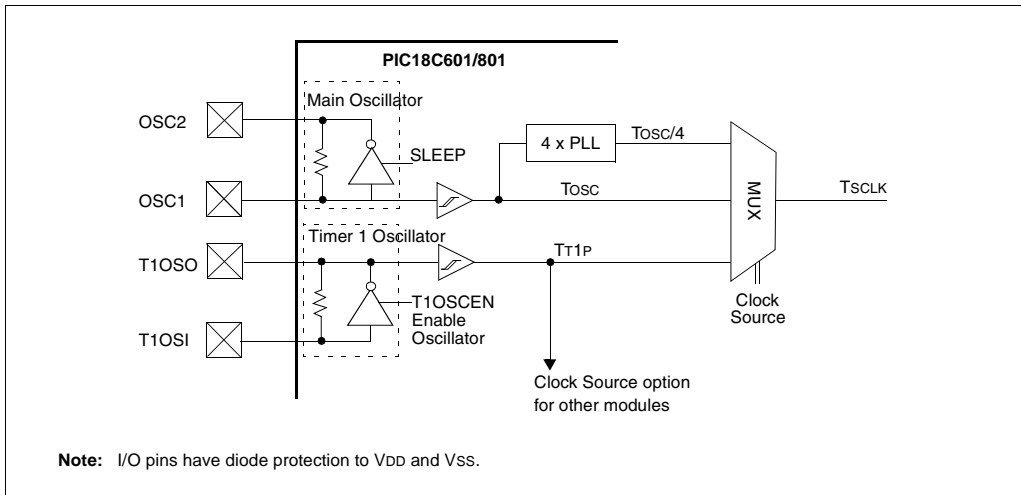 PIC18C601/801
Main Oscillator
OSC2
SLEEP
4 x PLL
TOSC/4
OSC1
TOSC
MUX
TSCLK
Timer 1 Oscillator
T1OSO
TT1P
T1OSCEN
Enable
Oscillator
Clock
Source
T1OSI
Clock Source option
for other modules
Note: I/O pins have diode protection to VDD and VSS.